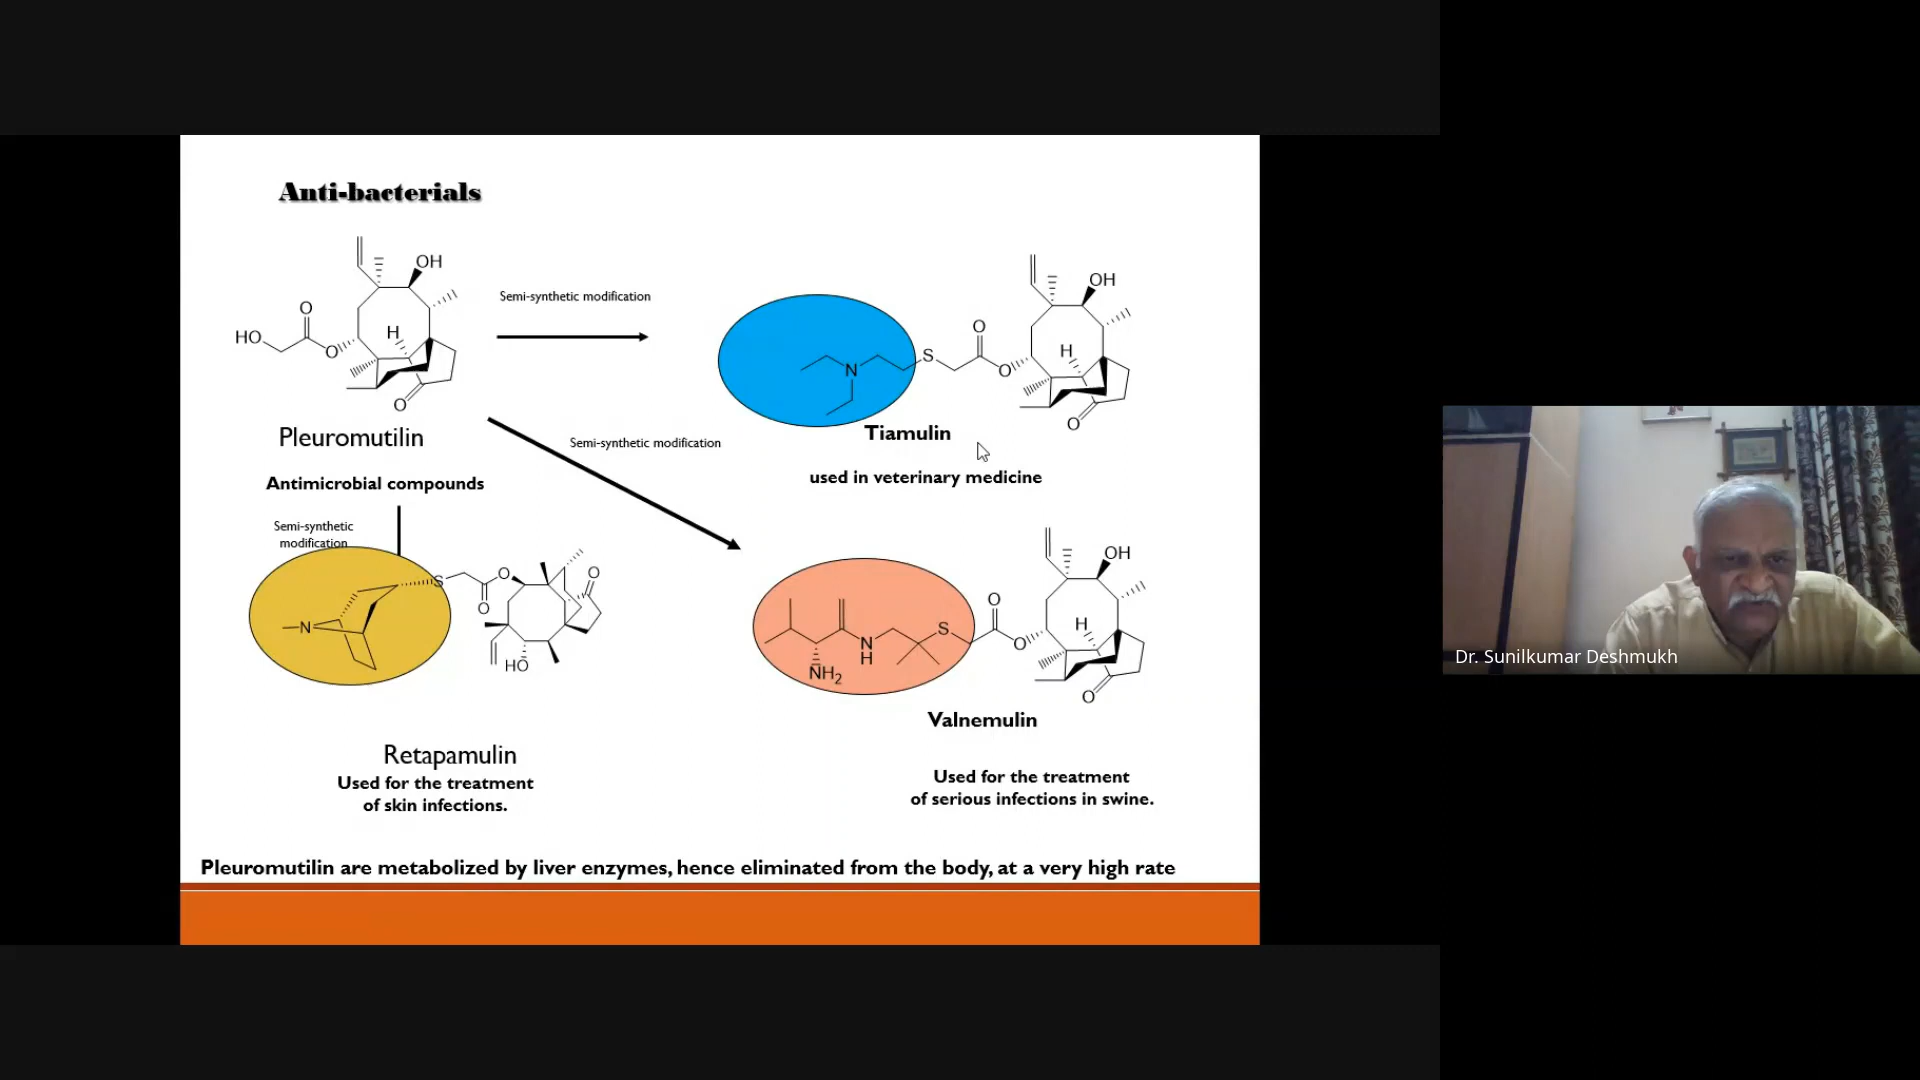 Anti-bacterials
OH
O
HO
O
H
O
Pleuromutilin
Antimicrobial compounds
Semi-synthetic modification
OH
O
S
N
O
H
O
Tiamulin
used in veterinary medicine
Semi-synthetic modification
Semi-synthetic
modification
S
O
O
O
N
HO
Retapamulin
Used for the treatment
of skin infections.
OH
O
S
O
H
N
H
NH2
O
Valnemulin
Used for the treatment
of serious infections in swine.
Pleuromutilin are metabolized by liver enzymes, hence eliminated from the body, at a very high rate
Dr. Sunilkumar Deshmukh